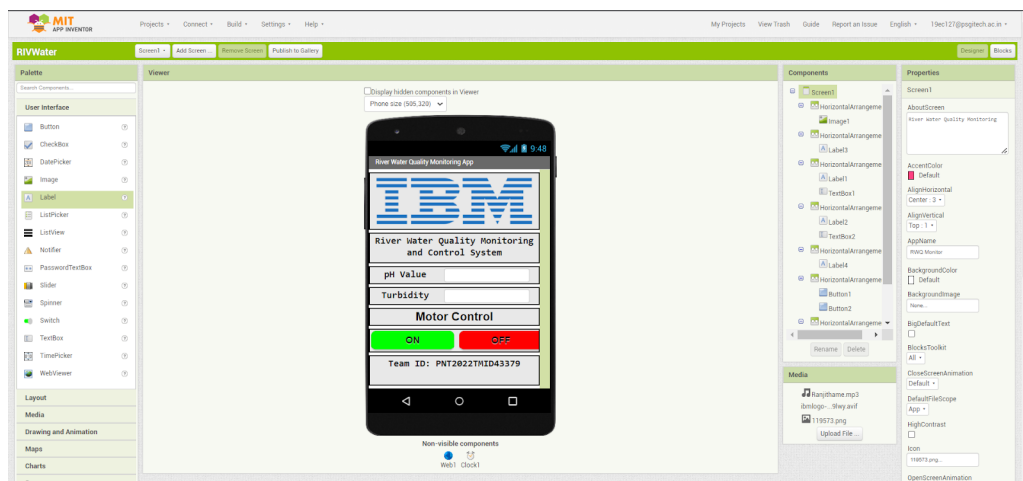 MIT
APP INVENTOR
Projects Connect Build Settings Help
My Projects View Trash Guide Report an Issue English 19ec127@psgitech.ac.in
RIVWater
Screen1 Add Screen ... Remove Screen Publish to Gallery
Designer Blocks
Palette
Search Components...
User Interface
Button
CheckBox
DatePicker
Image
Label
ListPicker
ListView
Notifier
PasswordTextBox
Slider
Spinner
Switch
TextBox
TimePicker
WebViewer
Layout
Media
Drawing and Animation
Maps
Charts
Viewer
Display hidden components in Viewer
Phone size (505,320)
9:48
River Water Quality Monitoring App
IBM
River Water Quality Monitoring
and Control System
pH Value
Turbidity
Motor Control
ON OFF
Team ID: PNT2022TMID43379
Non-visible components
Web1 Clock1
Components
Screen1
HorizontalArrangeme
Image1
HorizontalArrangeme
Label3
HorizontalArrangeme
Label1
TextBox1
HorizontalArrangeme
Label2
TextBox2
HorizontalArrangeme
Label4
HorizontalArrangeme
Button1
Button2
HorizontalArrangeme
Rename Delete
Media
Ranjithame.mp3
ibmlogo-...9lwy.avif
119573.png
Upload File ...
Properties
Screen1
AboutScreen
River Water Quality Monitoring
AccentColor
Default
AlignHorizontal
Center : 3
AlignVertical
Top : 1
AppName
RWQ Monitor
BackgroundColor
Default
BackgroundImage
None...
BigDefaultText
BlocksToolkit
All
CloseScreenAnimation
Default
DefaultFileScope
App
HighContrast
Icon
119573.png...
OpenScreenAnimation